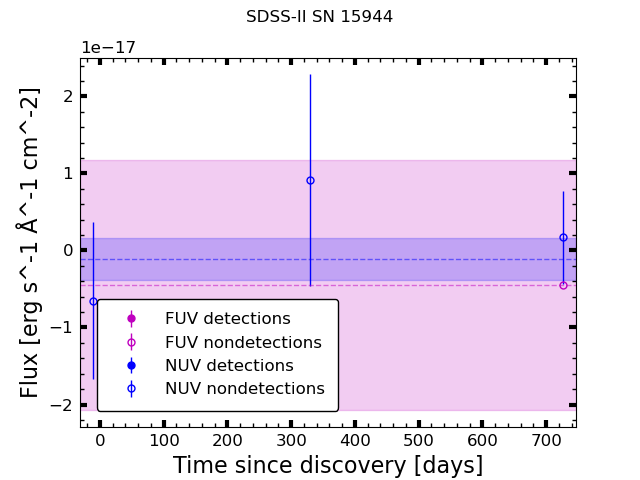 SDSS-II SN 15944
1e−17
Flux [erg s^-1 Å^-1 cm^-2]
2
1
0
−1
−2
FUV detections
FUV nondetections
NUV detections
NUV nondetections
0 100 200 300 400 500 600 700
Time since discovery [days]